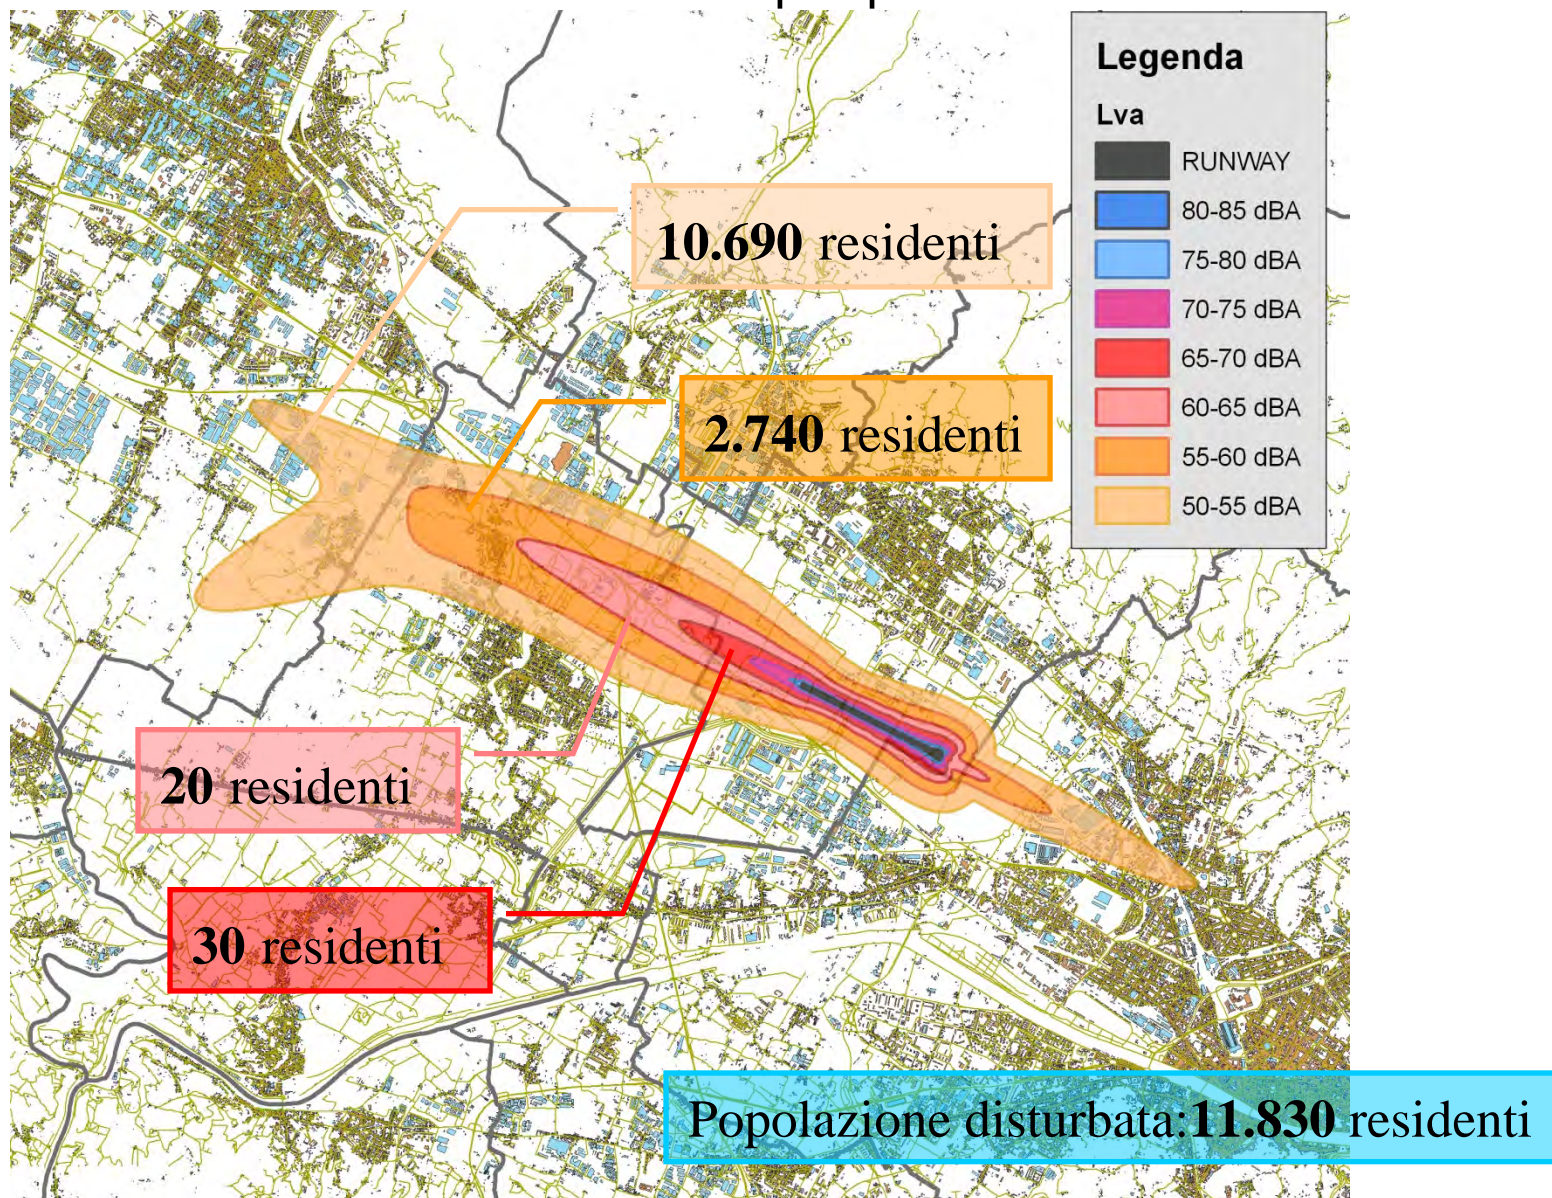 Legenda
Lva
RUNWAY
80-85 dBA
75-80 dBA
70-75 dBA
65-70 dBA
60-65 dBA
55-60 dBA
50-55 dBA
10.690 residenti
2.740 residenti
20 residenti
30 residenti
Popolazione disturbata:11.830 residenti